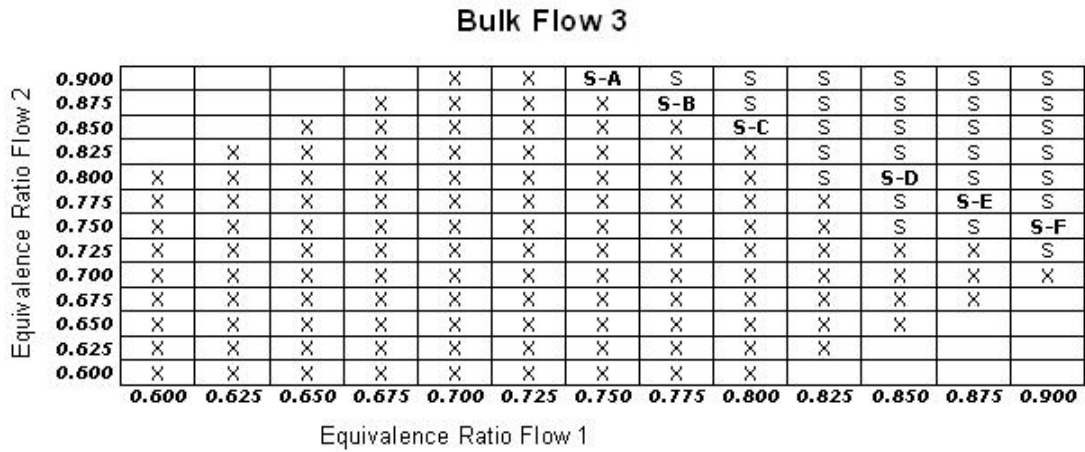 Bulk Flow 3
Equivalence Ratio Flow 2
0.900 X X S-A S S S S S S
0.875 X X X X S-B S S S S S
0.850 X X X X X X S-C S S S S
0.825 X X X X X X X X S S S S
0.800 X X X X X X X X X S S-D S S
0.775 X X X X X X X X X X S S-E S
0.750 X X X X X X X X X X S S S-F
0.725 X X X X X X X X X X X X S
0.700 X X X X X X X X X X X X X
0.675 X X X X X X X X X X X X
0.650 X X X X X X X X X X X
0.625 X X X X X X X X X X
0.600 X X X X X X X X X
0.600 0.625 0.650 0.675 0.700 0.725 0.750 0.775 0.800 0.825 0.850 0.875 0.900
Equivalence Ratio Flow 1